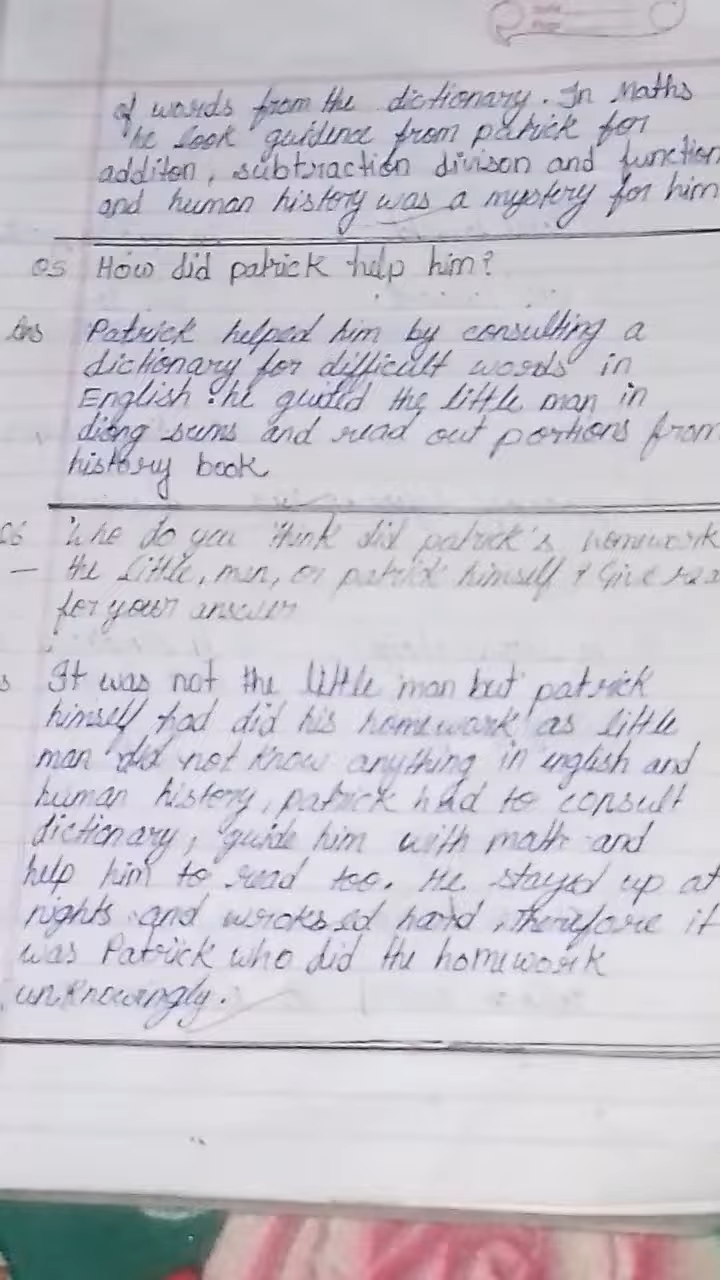 of words from the dictionary. In Maths
he look guidence from patrick for
additon, subtraction divison and function
and human history was a mystery for him
Q5 How did patrick help him?
Ans Patrick helped him by consulting a
dictionary for difficult words in
English. he guided the little man in
diong sums and read out portions from
history book
Q6 Who do you think did patrick's homework
— the little, man, or patrick himself? Give
for your answer
s It was not the little man but patrick
himself had did his homework as little
man did not know anything in english and
human history, patrick had to consult
dictionary, guide him with math and
help him to read too. He stayed up at
nights and wroksed hard, therefore it
was Patrick who did the homework
unknowingly.